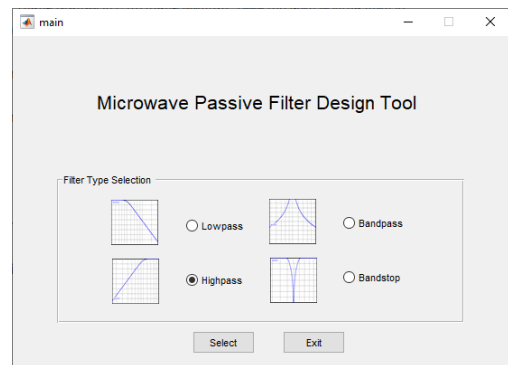 main
Microwave Passive Filter Design Tool
Filter Type Selection
Lowpass
Bandpass
Highpass
Bandstop
Select
Exit